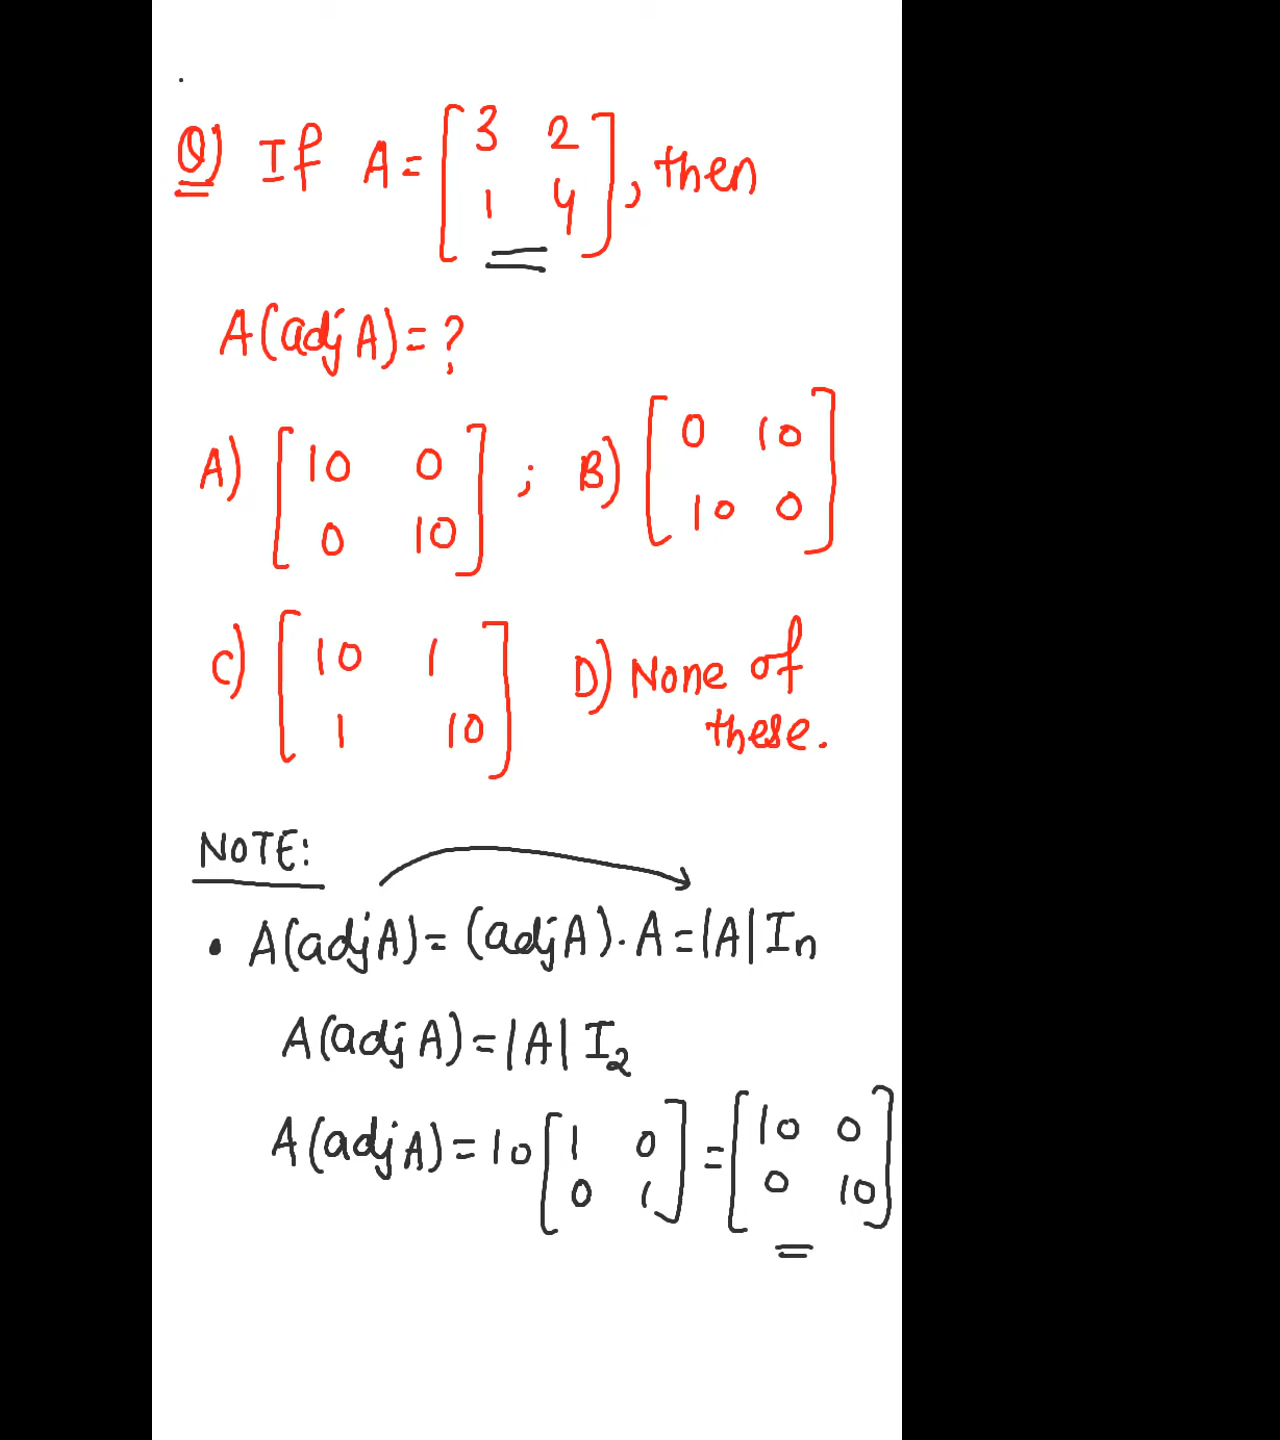 Q) If A = [3 2
1 4], then
A(adj A) = ?
A) [10 0 ; B) [0 10
0 10] 10 0]
C) [10 1 D) None of
1 10] these.
NOTE:
• A(adj A) = (adj A) . A = |A| In
A(adj A) = |A| I2
A(adj A) = 10 [1 0 = [10 0
0 1] 0 10]